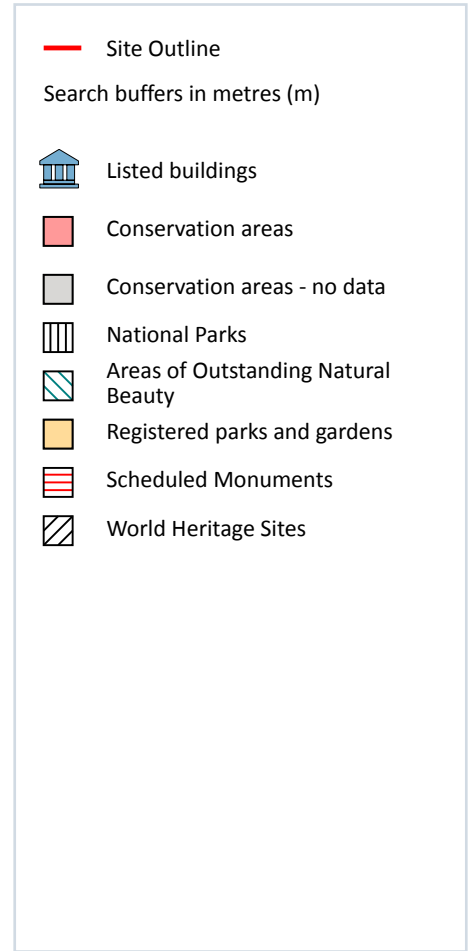 Site Outline
Search buffers in metres (m)
Listed buildings
Conservation areas
Conservation areas - no data
National Parks
Areas of Outstanding Natural
Beauty
Registered parks and gardens
Scheduled Monuments
World Heritage Sites